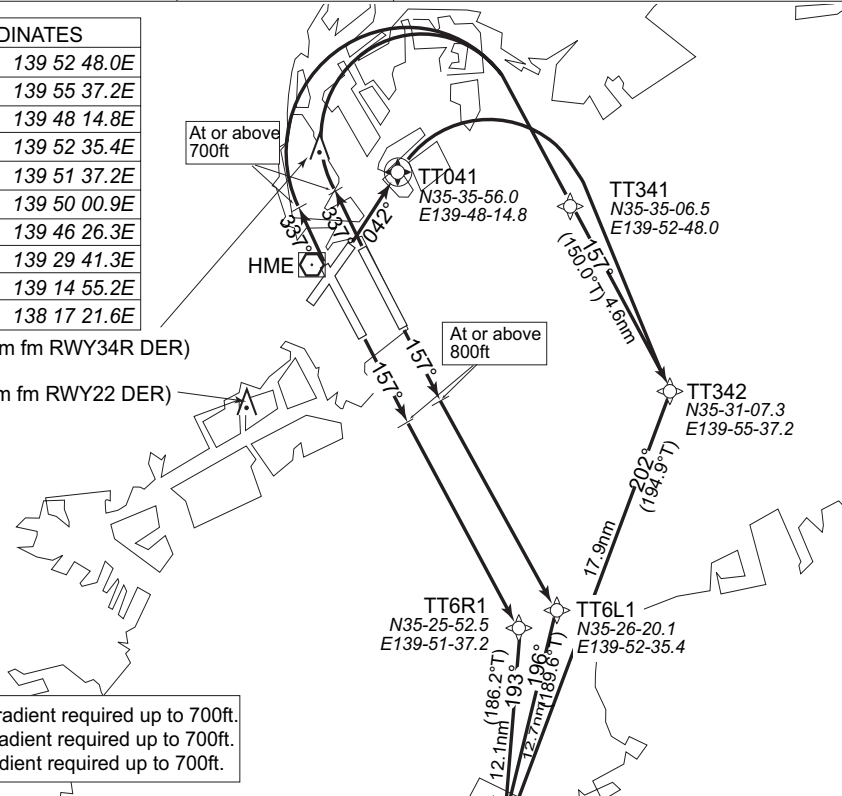 DINATES
139 52 48.0E
139 55 37.2E
139 48 14.8E
139 52 35.4E
139 51 37.2E
139 50 00.9E
139 46 26.3E
139 29 41.3E
139 14 55.2E
138 17 21.6E
At or above
700ft
TT041
N35-35-56.0
E139-48-14.8
TT341
N35-35-06.5
E139-52-48.0
337°
337°
042°
HME
157°
(150.0°T)
4.6nm
m fm RWY34R DER)
At or above
800ft
m fm RWY22 DER)
157°
157°
TT342
N35-31-07.3
E139-55-37.2
202°
(194.9°T)
17.9nm
TT6R1
N35-25-52.5
E139-51-37.2
TT6L1
N35-26-20.1
E139-52-35.4
(186.2°T)
193°
12.1nm
196°
(189.6°T)
12.7nm
radient required up to 700ft.
adient required up to 700ft.
dient required up to 700ft.